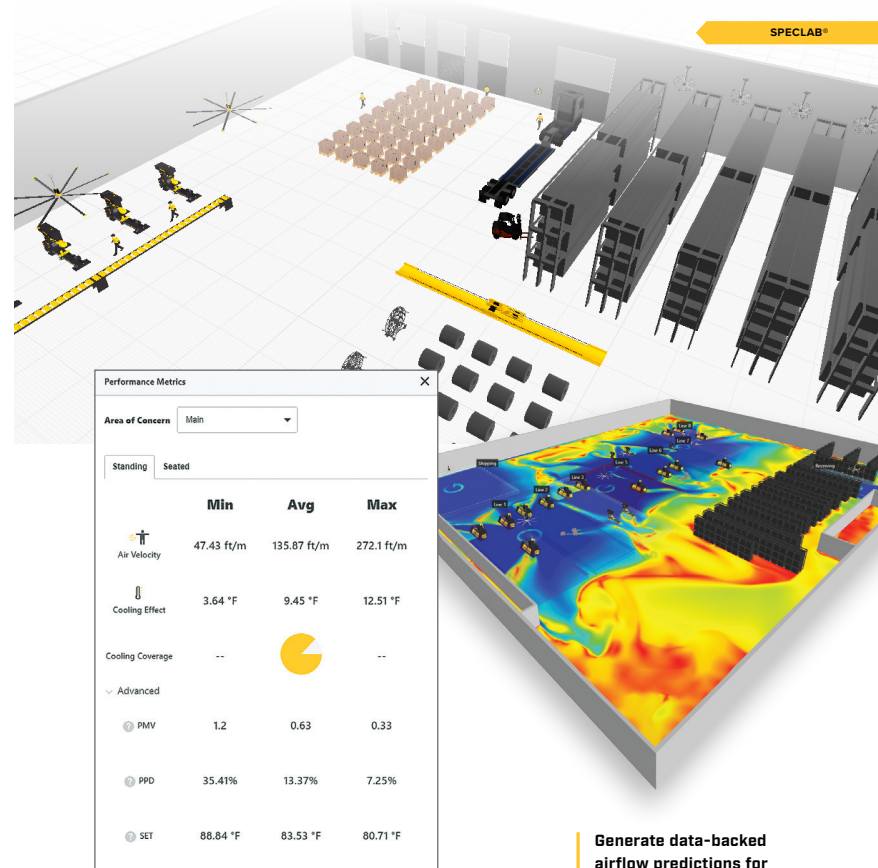 SPECLAB®
Performance Metrics X
Area of Concern Main
Standing Seated
Min Avg Max
Air Velocity 47.43 ft/m 135.87 ft/m 272.1 ft/m
Cooling Effect 3.64 °F 9.45 °F 12.51 °F
Cooling Coverage -- --
Advanced
? PMV 1.2 0.63 0.33
? PPD 35.41% 13.37% 7.25%
? SET 88.84 °F 83.53 °F 80.71 °F
Shipping
Line 1
Line 2
Line 3
Line 5
Line 6
Line 7
Line 8
Receiving
Generate data-backed
airflow predictions for